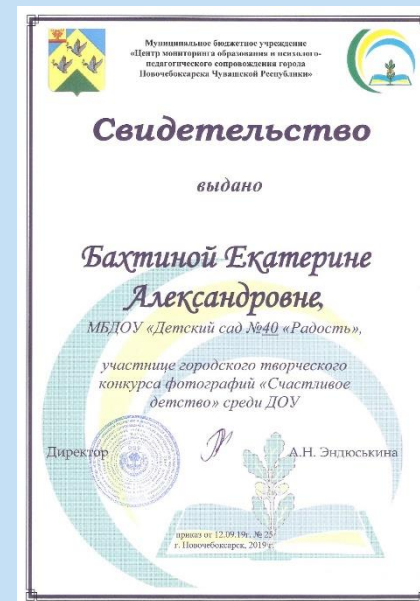 Муниципальное бюджетное учреждение
«Центр мониторинга образования и психолого-
педагогического сопровождения города
Новочебоксарска Чувашской Республики»
Свидетельство
выдано
Бахтиной Екатерине
Александровне,
МБДОУ «Детский сад №40 «Радость»,
участнице городского творческого
конкурса фотографий «Счастливое
детство» среди ДОУ
Директор
А.Н. Эндюськина
приказ от 12.09.19г. № 25
г. Новочебоксарск, 2019 г.